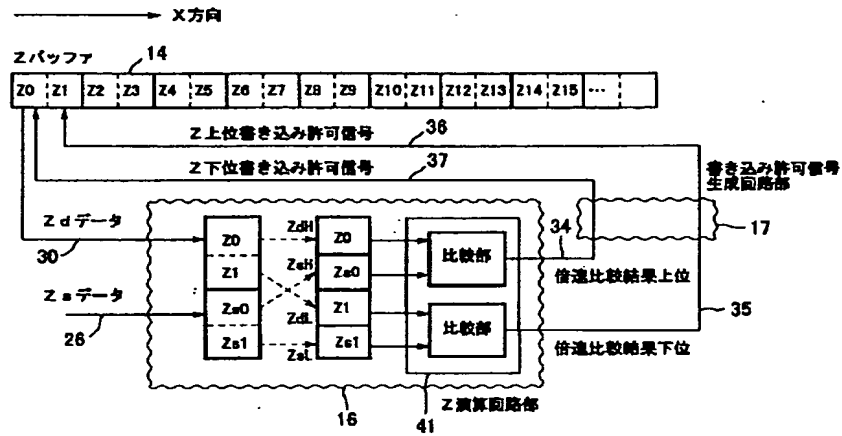 X方向
Zバッファ 14
Z0 Z1 Z2 Z3 Z4 Z5 Z6 Z7 Z8 Z9 Z10 Z11 Z12 Z13 Z14 Z15 …
Z上位書き込み許可信号 36
Z下位書き込み許可信号 37
書き込み許可信号
生成回路部
17
Zdデータ
30
Zsデータ
26
Z0
Z1
Zs0
Zs1
ZdH
ZsH
ZdL
ZsL
Z0
Zs0
Z1
Zs1
比較部
比較部
34
倍速比較結果上位
35
倍速比較結果下位
16
41
Z演算回路部